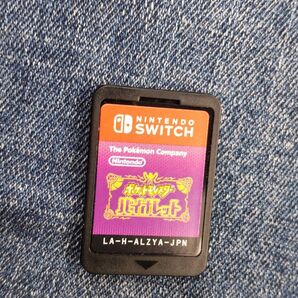 NINTENDO
SWITCH
The Pokémon Company
Nintendo
ポケットモンスター
バイオレット
LA-H-ALZYA-JPN